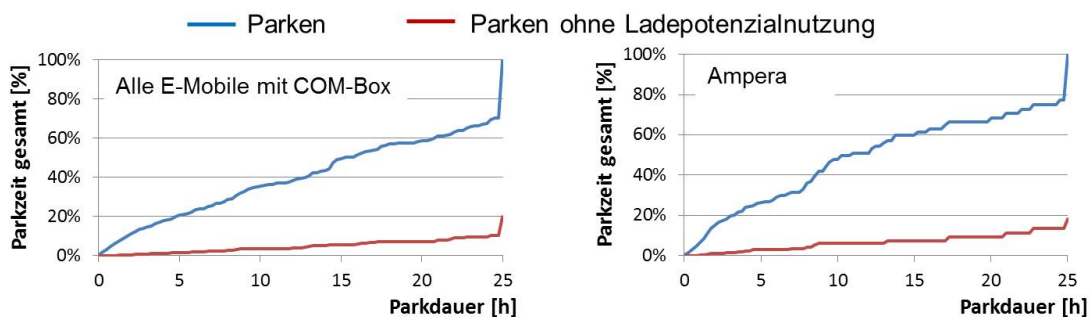 Parken
Parken ohne Ladepotenzialnutzung
Parkzeit gesamt [%]
100%
80%
60%
40%
20%
0%
Alle E-Mobile mit COM-Box
0 5 10 15 20 25
Parkdauer [h]
Parkzeit gesamt [%]
100%
80%
60%
40%
20%
0%
Ampera
0 5 10 15 20 25
Parkdauer [h]